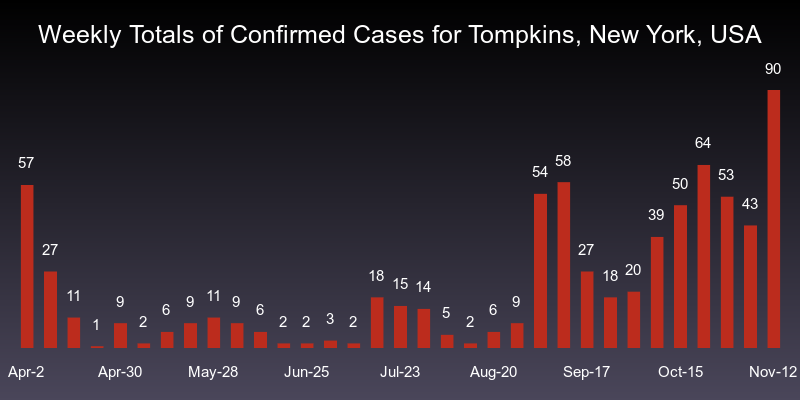 Weekly Totals of Confirmed Cases for Tompkins, New York, USA
57 27 11 1 9 2 6 9 11 9 6 2 2 3 2 18 15 14 5 2 6 9 54 58 27 18 20 39 50 64 53 43 90
Apr-2 Apr-30 May-28 Jun-25 Jul-23 Aug-20 Sep-17 Oct-15 Nov-12